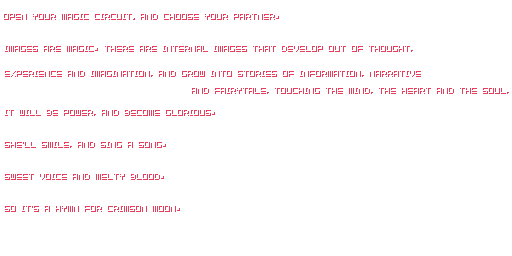 OPEN YOUR MAGIC CIRCUIT, AND CHOOSE YOUR PARTNER.
IMAGES ARE MAGIC. THERE ARE INTERNAL IMAGES THAT DEVELOP OUT OF THOUGHT,
EXPERIENCE AND IMAGINATION, AND GROW INTO STORIES OF INFORMATION, NARRATIVE
AND FAIRYTALE, TOUCHING THE MIND, THE HEART AND THE SOUL.
IT WILL BE POWER, AND BECOME GLORIOUS.
SHE'LL SMILE, AND SING A SONG.
SWEET VOICE AND MELTY BLOOD.
SO IT'S A HYMN FOR CRIMSON MOON.